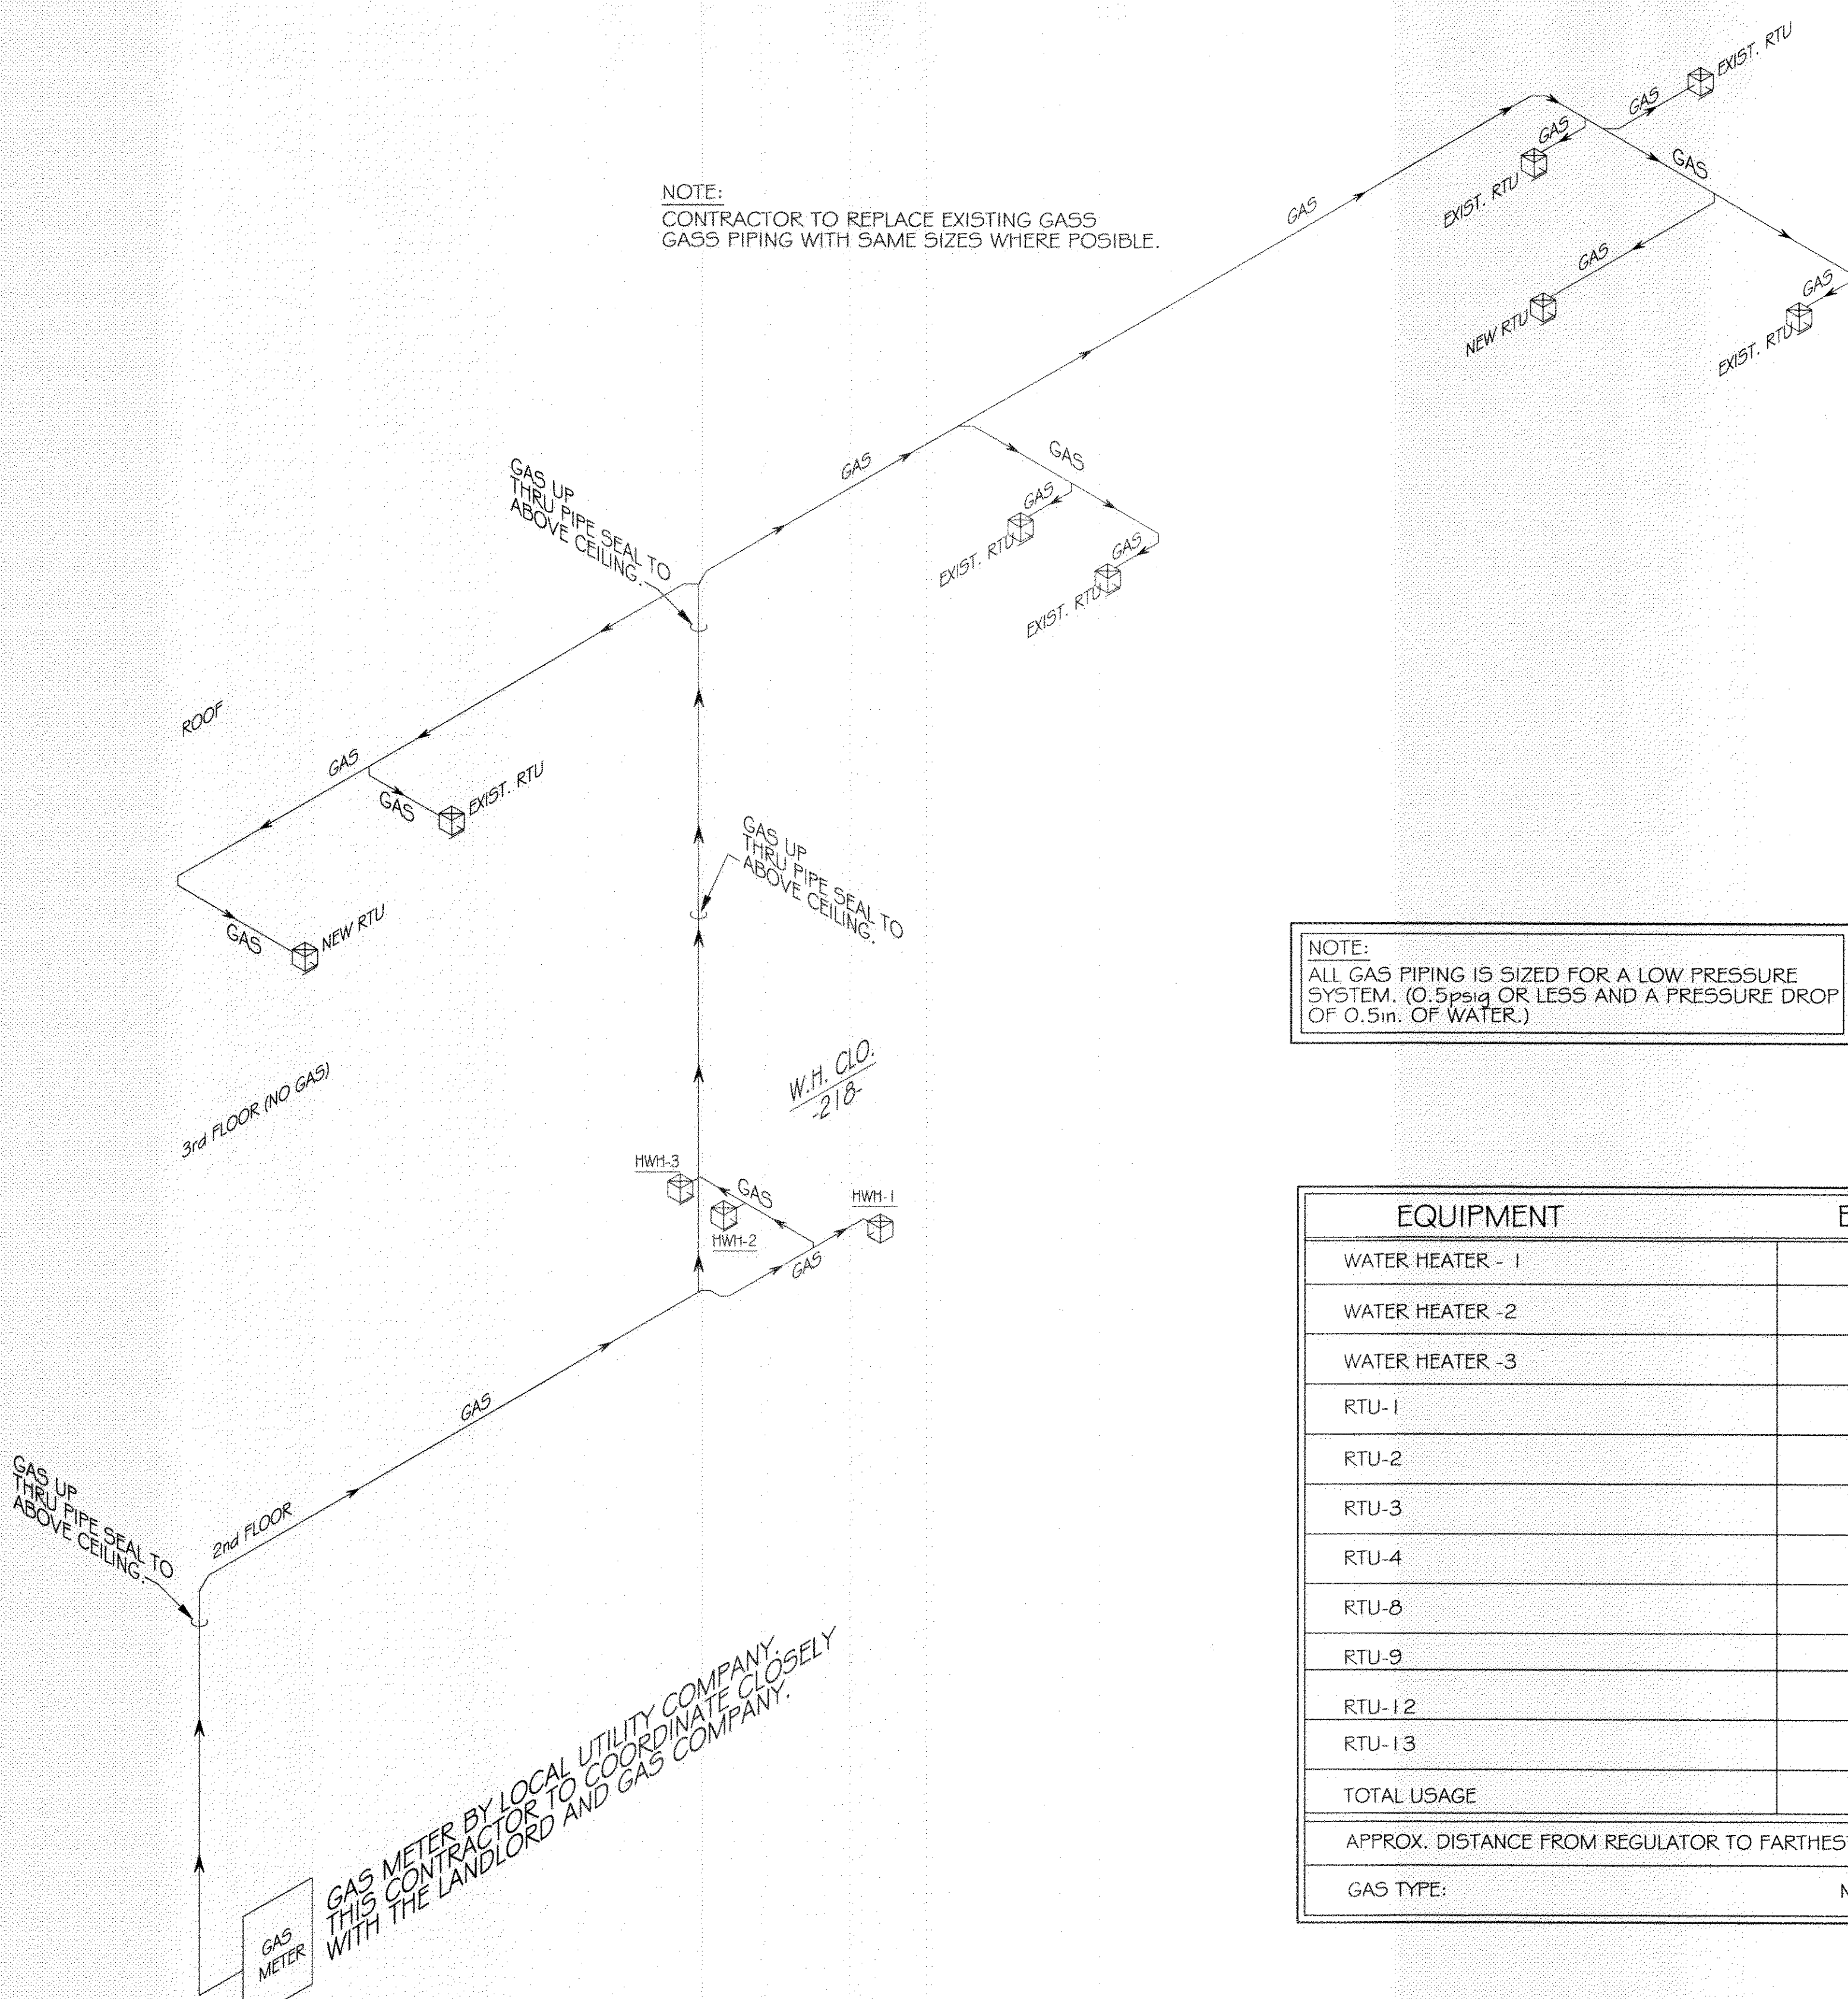 EXIST. RTU
GAS
GAS
EXIST. RTU
GAS
NOTE:
CONTRACTOR TO REPLACE EXISTING GASS
GASS PIPING WITH SAME SIZES WHERE POSIBLE.
GAS
GAS
NEW RTU
GAS
EXIST. RTU
GAS UP
THRU PIPE SEAL TO
ABOVE CEILING.
GAS
GAS
GAS
EXIST. RTU
GAS
EXIST. RTU
ROOF
GAS
GAS
EXIST. RTU
GAS
NEW RTU
GAS UP
THRU PIPE SEAL TO
ABOVE CEILING.
NOTE:
ALL GAS PIPING IS SIZED FOR A LOW PRESSURE
SYSTEM. (0.5psig OR LESS AND A PRESSURE DROP
OF 0.5in. OF WATER.)
3rd FLOOR (NO GAS)
W.H. CLO.
-218-
HWH-3
GAS
HWH-2
HWH-1
GAS
GAS
2nd FLOOR
GAS UP
THRU PIPE SEAL TO
ABOVE CEILING.
GAS METER BY LOCAL UTILITY COMPANY.
THIS CONTRACTOR TO COORDINATE CLOSELY
WITH THE LANDLORD AND GAS COMPANY.
GAS
METER
EQUIPMENT
WATER HEATER - 1
WATER HEATER -2
WATER HEATER -3
RTU-1
RTU-2
RTU-3
RTU-4
RTU-8
RTU-9
RTU-12
RTU-13
TOTAL USAGE
APPROX. DISTANCE FROM REGULATOR TO FARTHES
GAS TYPE: